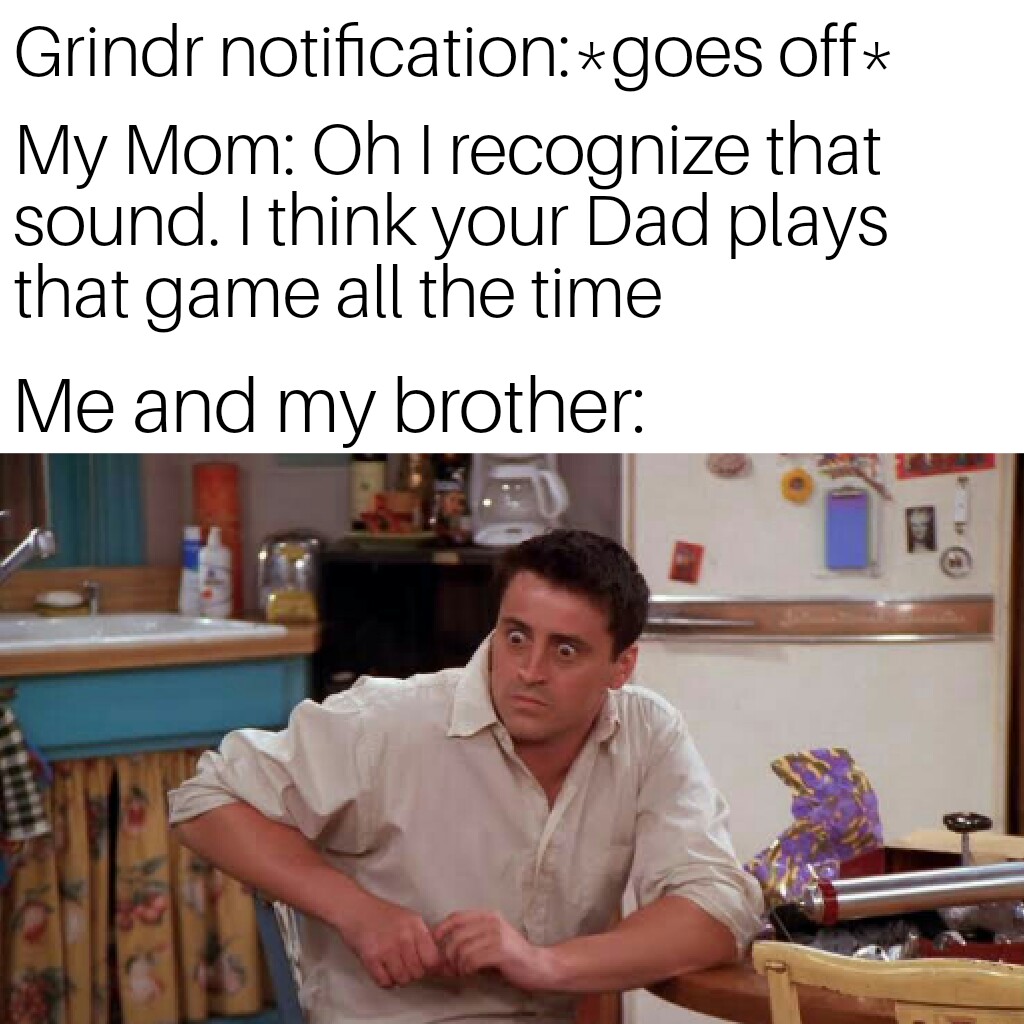 Grindr notification:*goes off*
My Mom: Oh I recognize that
sound. I think your Dad plays
that game all the time
Me and my brother: